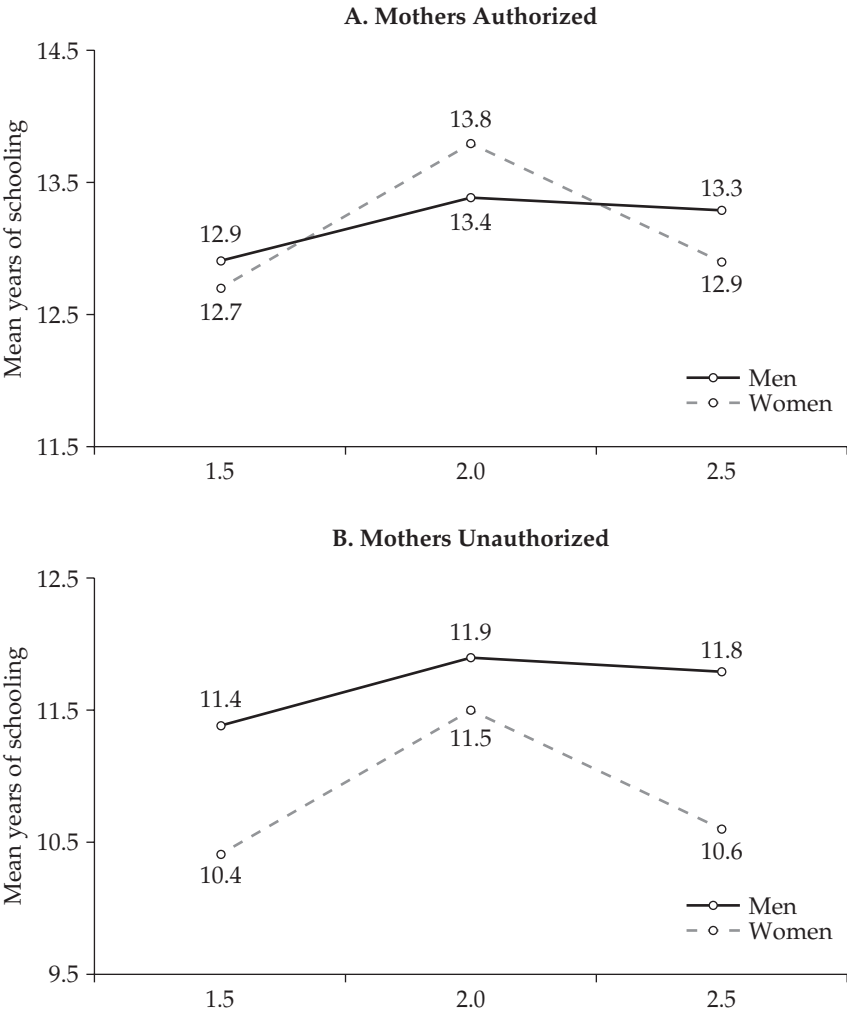 A. Mothers Authorized
Mean years of schooling
14.5
13.5
12.5
11.5
12.9
12.7
13.8
13.4
13.3
12.9
Men
Women
1.5 2.0 2.5
B. Mothers Unauthorized
Mean years of schooling
12.5
11.5
10.5
9.5
11.4
10.4
11.9
11.5
11.8
10.6
Men
Women
1.5 2.0 2.5